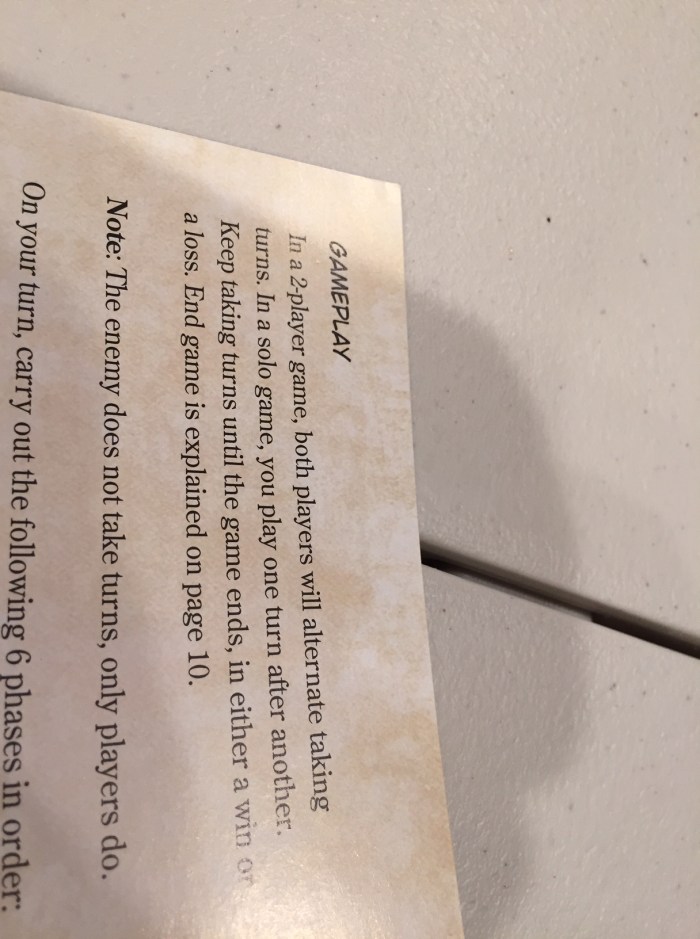 GAMEPLAY
In a 2-player game, both players will alternate taking
turns. In a solo game, you play one turn after another.
Keep taking turns until the game ends, in either a win or
a loss. End game is explained on page 10.
Note: The enemy does not take turns, only players do.
On your turn, carry out the following 6 phases in order: